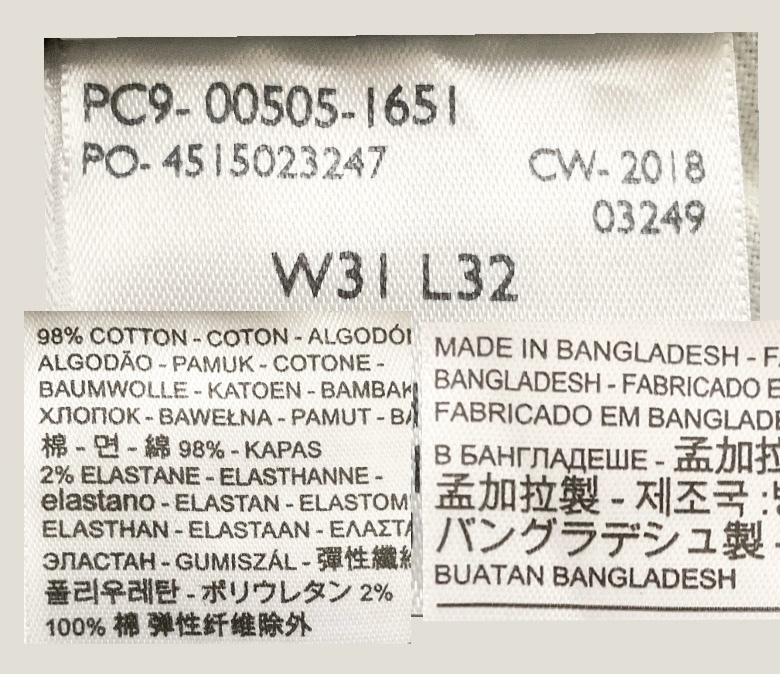 PC9- 00505-1651
PO- 4515023247
CW- 2018
03249
W31 L32
98% COTTON - COTON - ALGODÓN
ALGODÃO - PAMUK - COTONE -
BAUMWOLLE - KATOEN - BAMBAK
ХЛОПОК - BAWEŁNA - PAMUT -
棉 - 면 - 綿 98% - KAPAS
2% ELASTANE - ELASTHANNE -
elastano - ELASTAN - ELASTOM
ELASTHAN - ELASTAAN - ΕΛΑΣΤΑ
ЭЛАСТАН - GUMISZÁL - 彈性纖維
폴리우레탄 - ポリウレタン 2%
100% 棉 弹性纤维除外
MADE IN BANGLADESH -
BANGLADESH - FABRICADO
FABRICADO EM BANGLADE
В БАНГЛАДЕШЕ - 孟加拉
孟加拉製 - 제조국 :
バングラデシュ製 -
BUATAN BANGLADESH